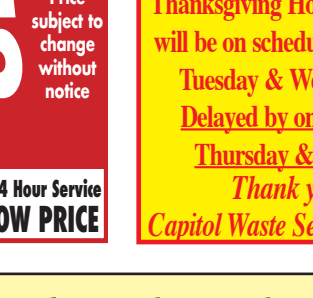 Price
subject to
change
without
notice
4 Hour Service
OW PRICE
Thanksgiving Ho
will be on schedu
Tuesday & We
Delayed by on
Thursday &
Thank y
Capitol Waste Se